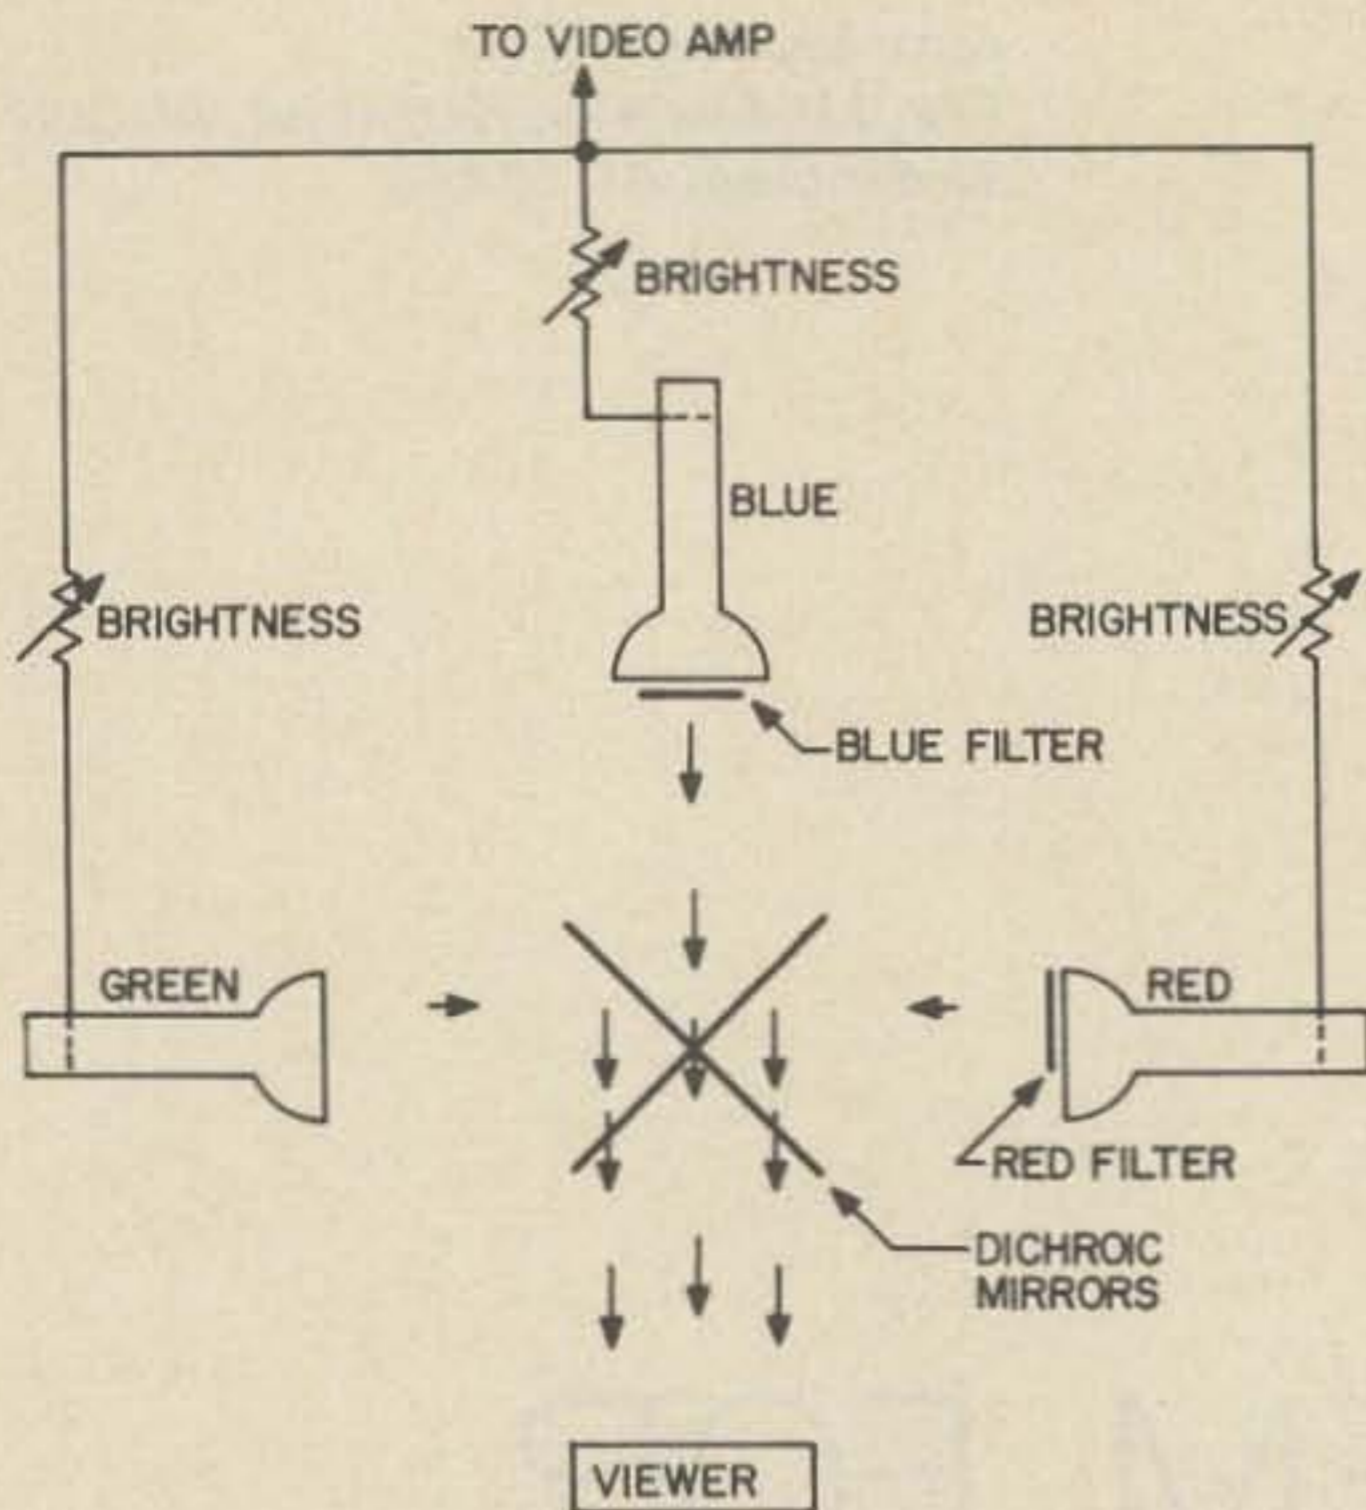 TO VIDEO AMP
BRIGHTNESS
BLUE
BRIGHTNESS
BRIGHTNESS
BLUE FILTER
GREEN
RED
RED FILTER
DICHROIC
MIRRORS
VIEWER